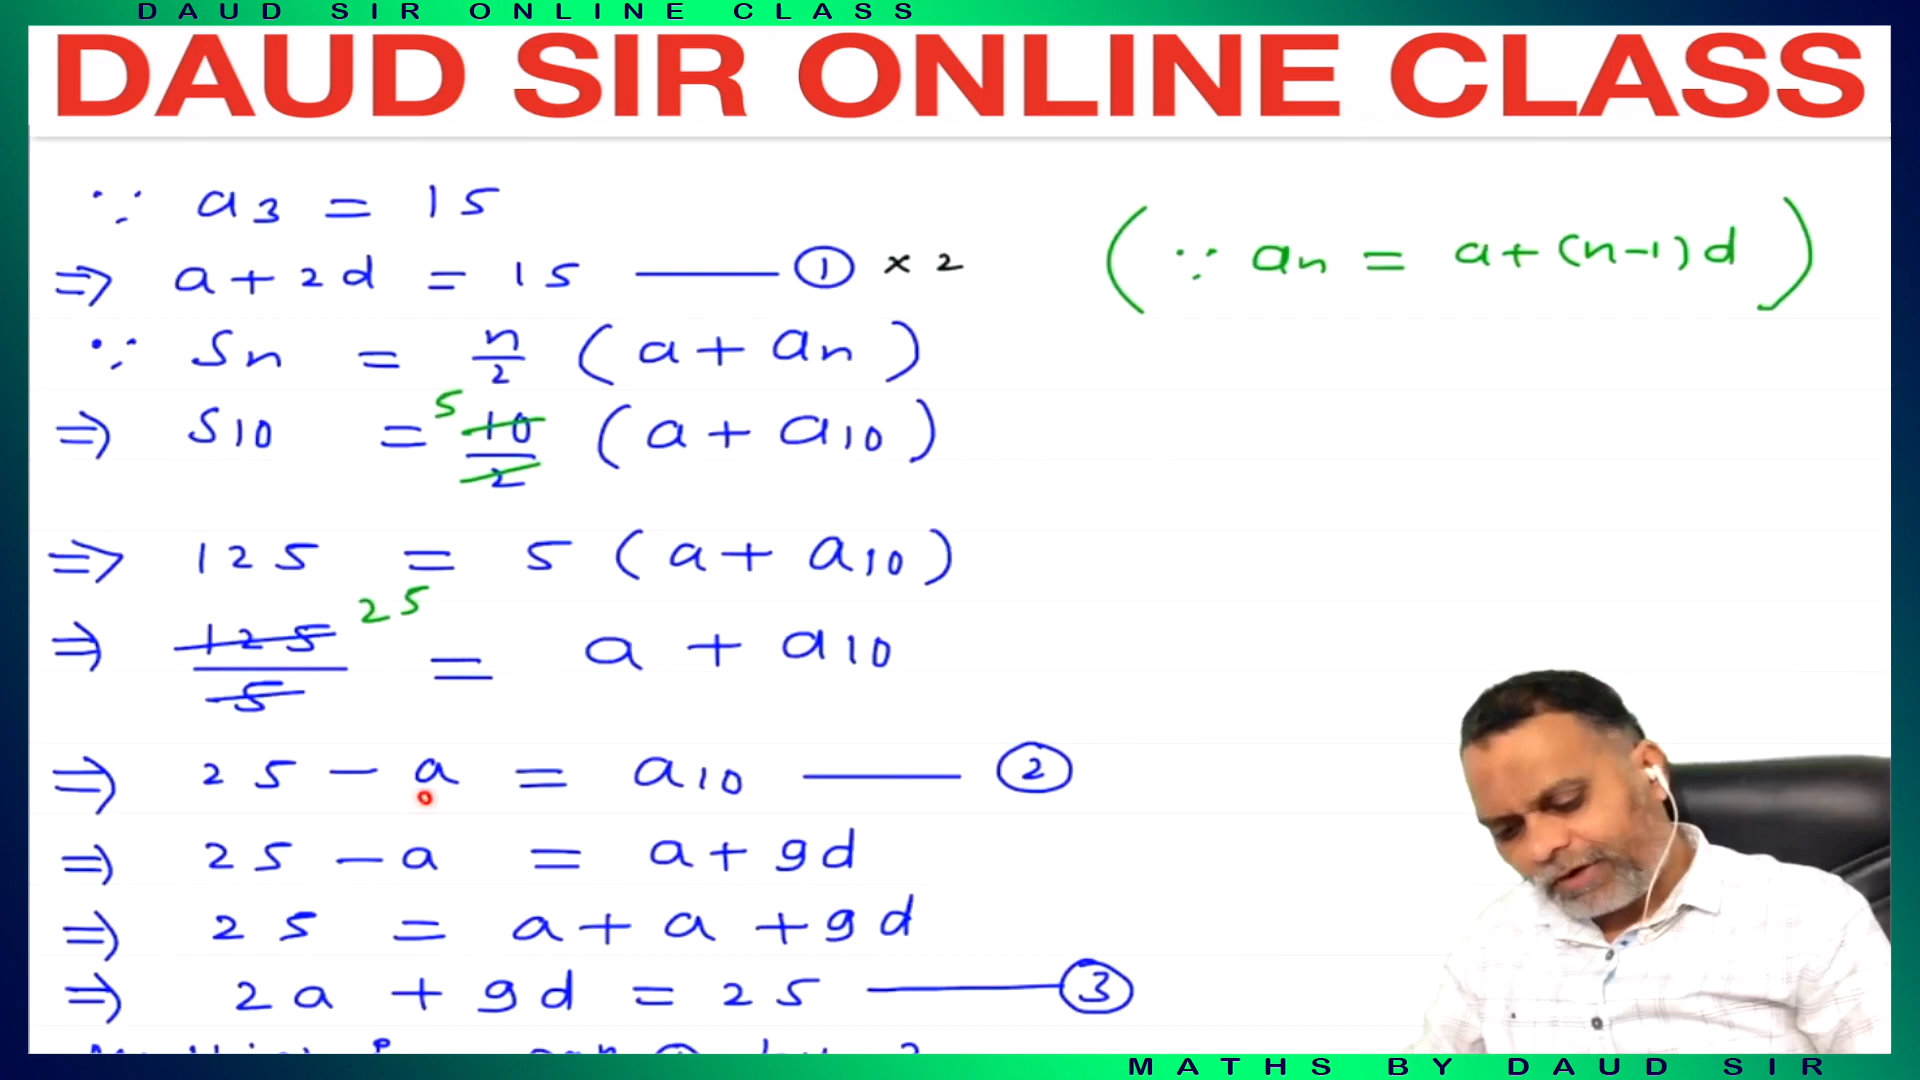 DAUD SIR ONLINE CLASS
DAUD SIR ONLINE CLASS
∵ a3 = 15
⇒ a + 2d = 15 —— ① × 2
(∵ an = a + (n-1)d)
∵ Sn = n/2 (a + an)
⇒ S10 = 5 10/2 (a + a10)
⇒ 125 = 5 (a + a10)
⇒ 125/5 25 = a + a10
⇒ 25 - a = a10 —— ②
⇒ 25 - a = a + 9d
⇒ 25 = a + a + 9d
⇒ 2a + 9d = 25 —— ③
MATHS BY DAUD SIR